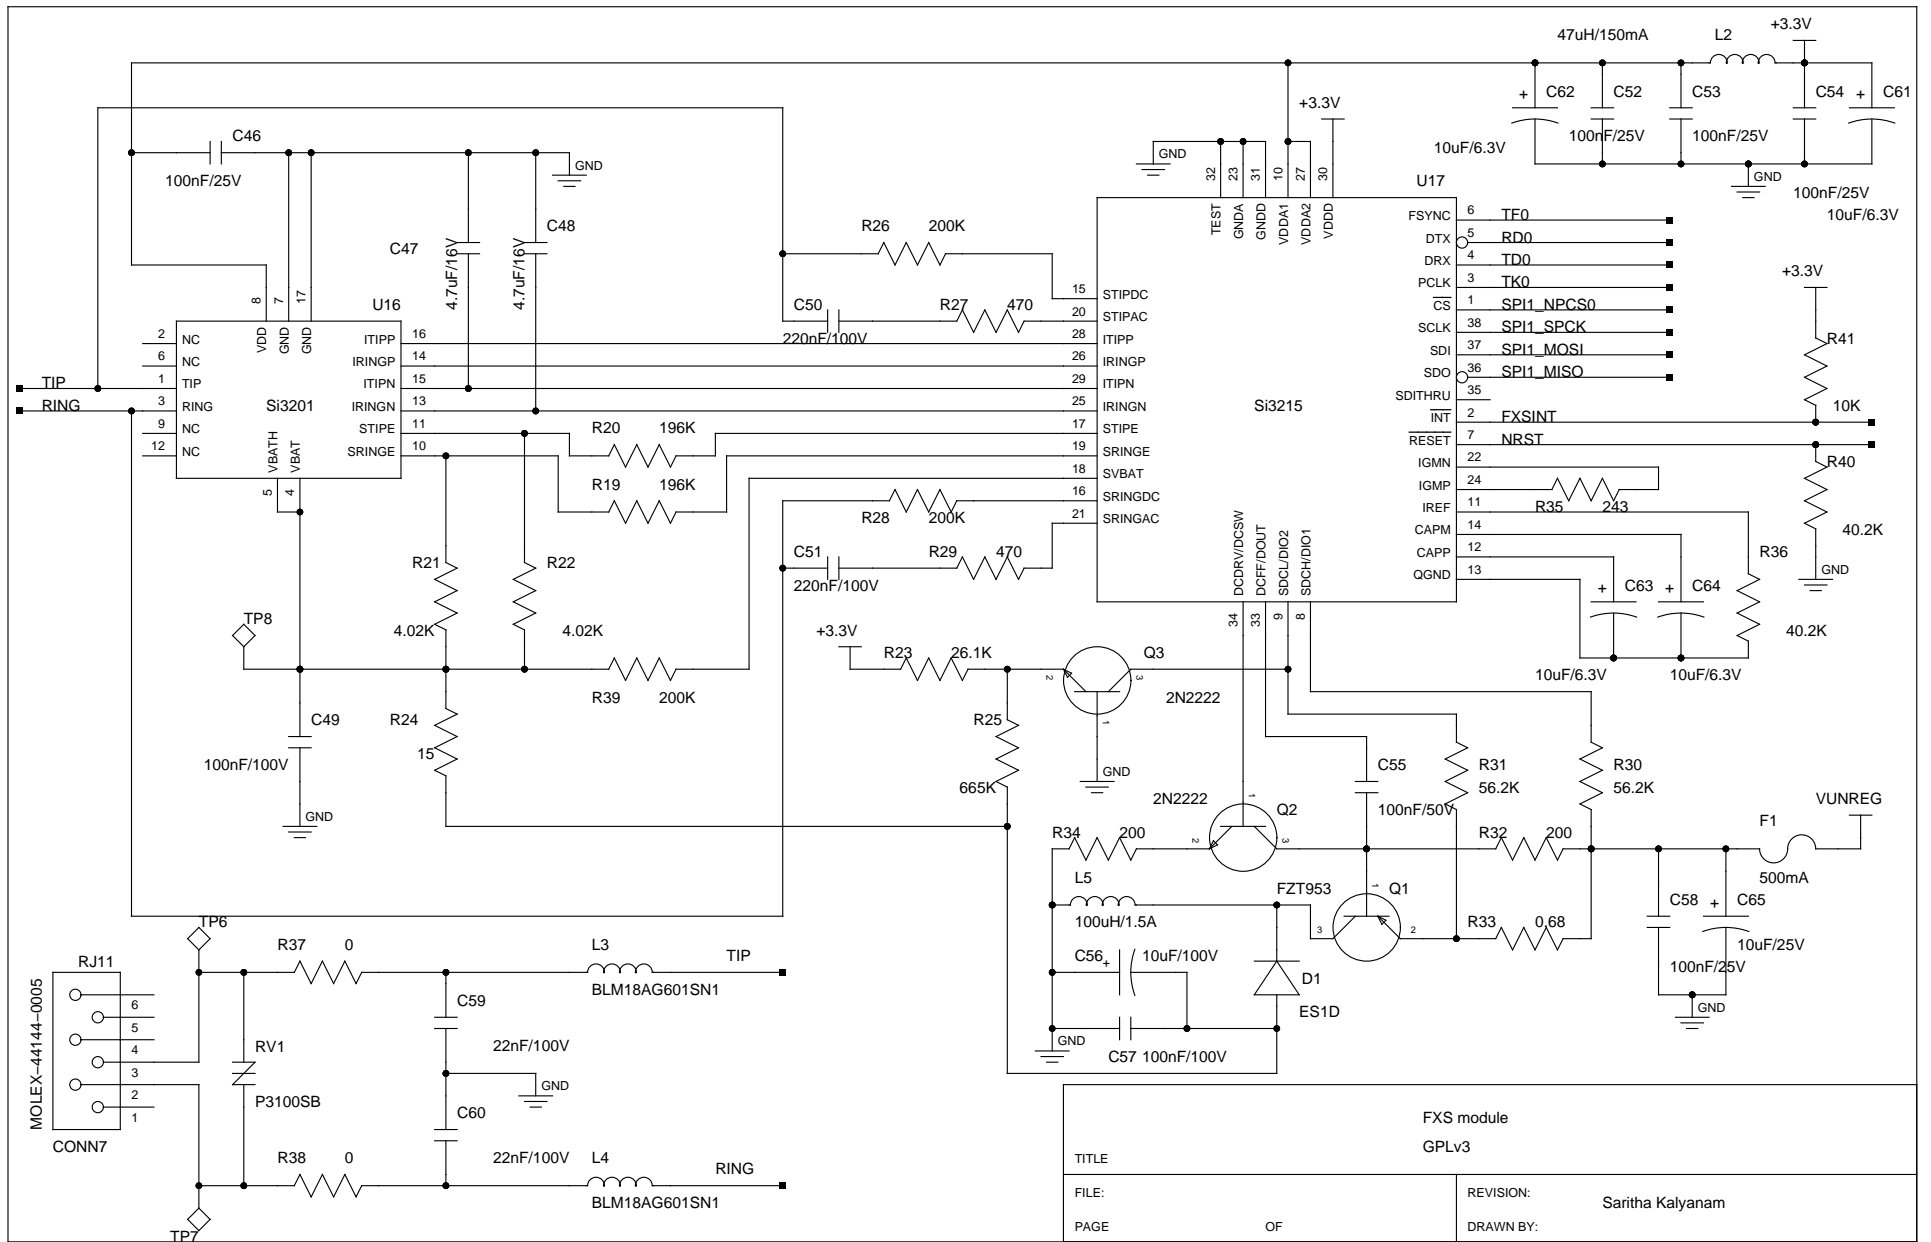 47uH/150mA
L2
+3.3V
C62
C52
C53
C54
C61
+
+
10uF/6.3V
100nF/25V
100nF/25V
GND
100nF/25V
10uF/6.3V
C46
100nF/25V
GND
C47
4.7uF/16V
4.7uF/16V
C48
+3.3V
GND
32
23
31
10
27
30
TEST
GNDA
GNDD
VDDA1
VDDA2
VDDD
U17
Si3215
R26 200K
C50
220nF/100V
R27 470
8
7
17
U16
VDD
GND
GND
2 NC
6 NC
1 TIP
3 RING
9 NC
12 NC
TIP
RING
Si3201
ITIPP 16
IRINGP 14
ITIPN 15
IRINGN 13
STIPE 11
SRINGE 10
VBATH
VBAT
5
4
15 STIPDC
20 STIPAC
28 ITIPP
26 IRINGP
29 ITIPN
25 IRINGN
17 STIPE
19 SRINGE
18 SVBAT
16 SRINGDC
21 SRINGAC
FSYNC 6 TF0
DTX 5 RD0
DRX 4 TD0
PCLK 3 TK0
CS 1 SPI1_NPCS0
SCLK 38 SPI1_SPCK
SDI 37 SPI1_MOSI
SDO 36 SPI1_MISO
SDITHRU 35
INT 2 FXSINT
RESET 7 NRST
IGMN 22
IGMP 24
IREF 11
CAPM 14
CAPP 12
QGND 13
+3.3V
R41
10K
R40
40.2K
GND
R35 243
R36
40.2K
+
C63
10uF/6.3V
+
C64
10uF/6.3V
R20 196K
R19 196K
R28 200K
C51
220nF/100V
R29 470
R21
4.02K
R22
4.02K
TP8
R39 200K
C49
100nF/100V
GND
R24
15
DCDRV/DCSW
DCFF/DOUT
SDCL/DIO2
SDCH/DIO1
34
33
9
8
+3.3V
R23 26.1K
2
3
1
Q3
2N2222
GND
R25
665K
C55
100nF/50V
R31
56.2K
R30
56.2K
2N2222
Q2
1
2
3
R34 200
R32 200
F1
500mA
VUNREG
L5
100uH/1.5A
FZT953
Q1
1
3
2
R33 0.68
C58
100nF/25V
+
C65
10uF/25V
GND
C56
+
10uF/100V
C57 100nF/100V
GND
D1
ES1D
TP6
RJ11
MOLEX-44144-0005
6
5
4
3
2
1
CONN7
R37 0
L3
BLM18AG601SN1
TIP
RV1
P3100SB
C59
22nF/100V
GND
C60
22nF/100V
R38 0
L4
BLM18AG601SN1
RING
TP7
FXS module
GPLv3
TITLE
FILE:
REVISION:
Saritha Kalyanam
PAGE OF
DRAWN BY: